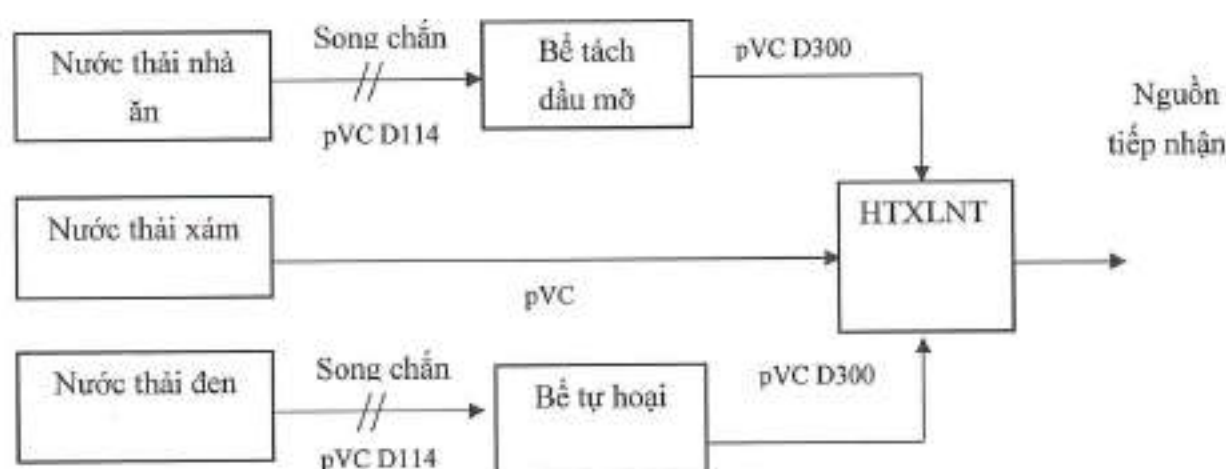 Nước thải nhà
ăn
Song chắn
pVC D114
Bể tách
dầu mỡ
pVC D300
Nguồn
tiếp nhận
Nước thải xám
pVC
HTXLNT
Nước thải đen
Song chắn
pVC D114
Bể tự hoại
pVC D300